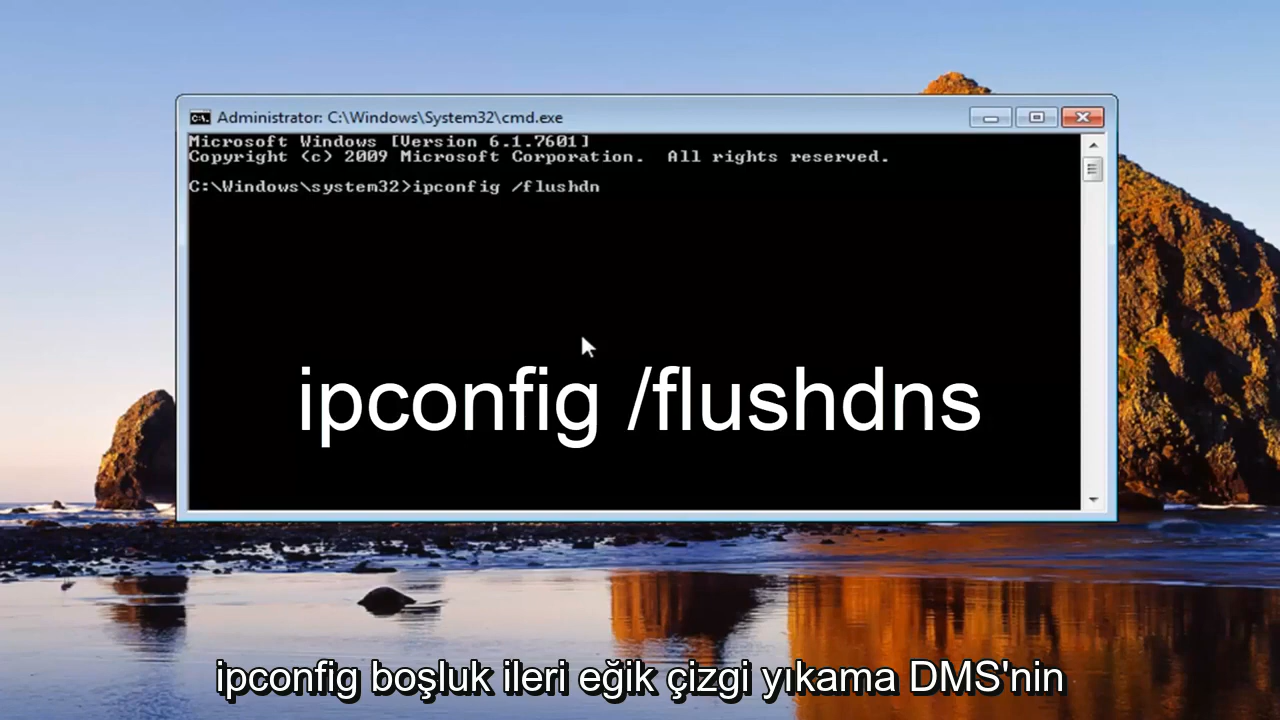 Administrator: C:\Windows\System32\cmd.exe
Microsoft Windows [Version 6.1.7601]
Copyright (c) 2009 Microsoft Corporation.  All rights reserved.
C:\Windows\system32>ipconfig /flushdn
ipconfig /flushdns
ipconfig boşluk ileri eğik çizgi yıkama DMS'nin